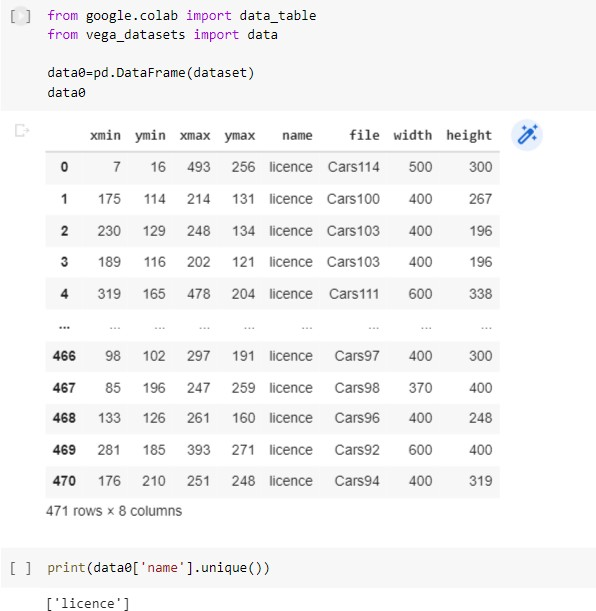 [ ] from google.colab import data_table
from vega_datasets import data
data0=pd.DataFrame(dataset)
data0
xmin ymin xmax ymax name file width height
0 7 16 493 256 licence Cars114 500 300
1 175 114 214 131 licence Cars100 400 267
2 230 129 248 134 licence Cars103 400 196
3 189 116 202 121 licence Cars103 400 196
4 319 165 478 204 licence Cars111 600 338
... ... ... ... ... ... ... ... ...
466 98 102 297 191 licence Cars97 400 300
467 85 196 247 259 licence Cars98 370 400
468 133 126 261 160 licence Cars96 400 248
469 281 185 393 271 licence Cars92 600 400
470 176 210 251 248 licence Cars94 400 319
471 rows × 8 columns
[ ] print(data0['name'].unique())
['licence']